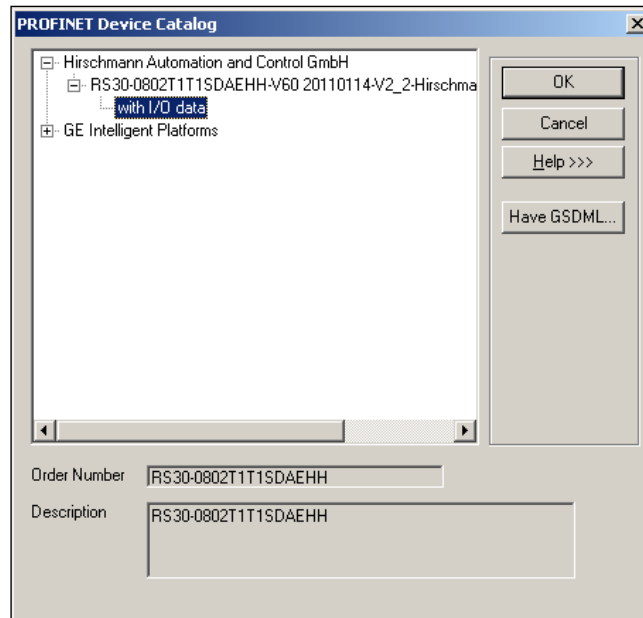 PROFINET Device Catalog
Hirschmann Automation and Control GmbH
RS30-0802T1T1SDAEHH-V60 20110114-V2_2-Hirschma
with I/O data
GE Intelligent Platforms
OK
Cancel
Help >>>
Have GSDML...
Order Number
RS30-0802T1T1SDAEHH
Description
RS30-0802T1T1SDAEHH